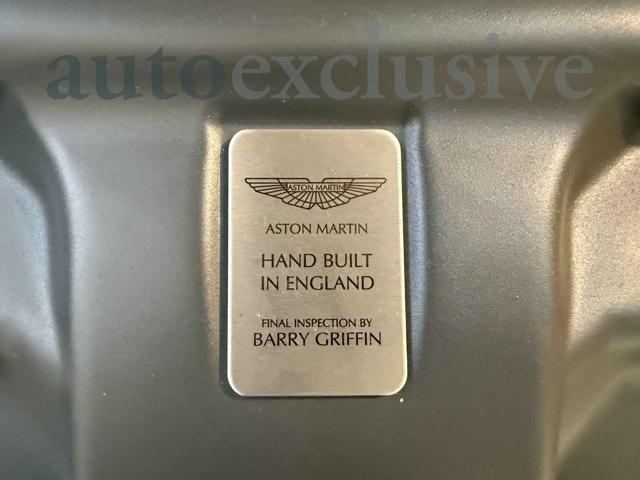 autoexclusive
ASTON MARTIN
ASTON MARTIN
HAND BUILT
IN ENGLAND
FINAL INSPECTION BY
BARRY GRIFFIN